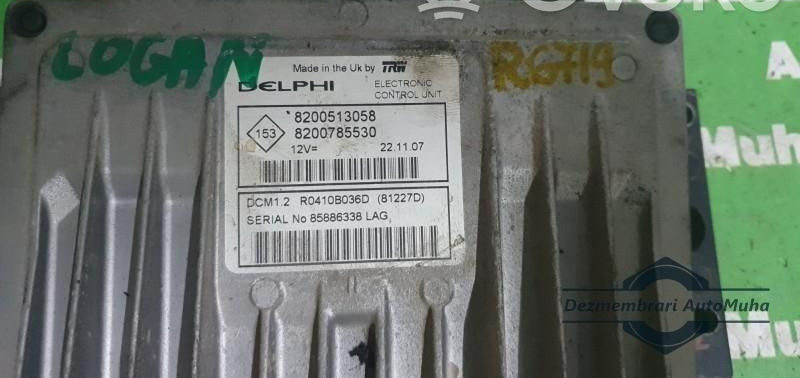 LOGAN
RG719
Made in the Uk by TRW
DELPHI
ELECTRONIC
CONTROL UNIT
8200513058
153
8200785530
12V=
22.11.07
DCM1.2 R0410B036D (81227D)
SERIAL No 85886338 LAG
Dezmembrari AutoMuha